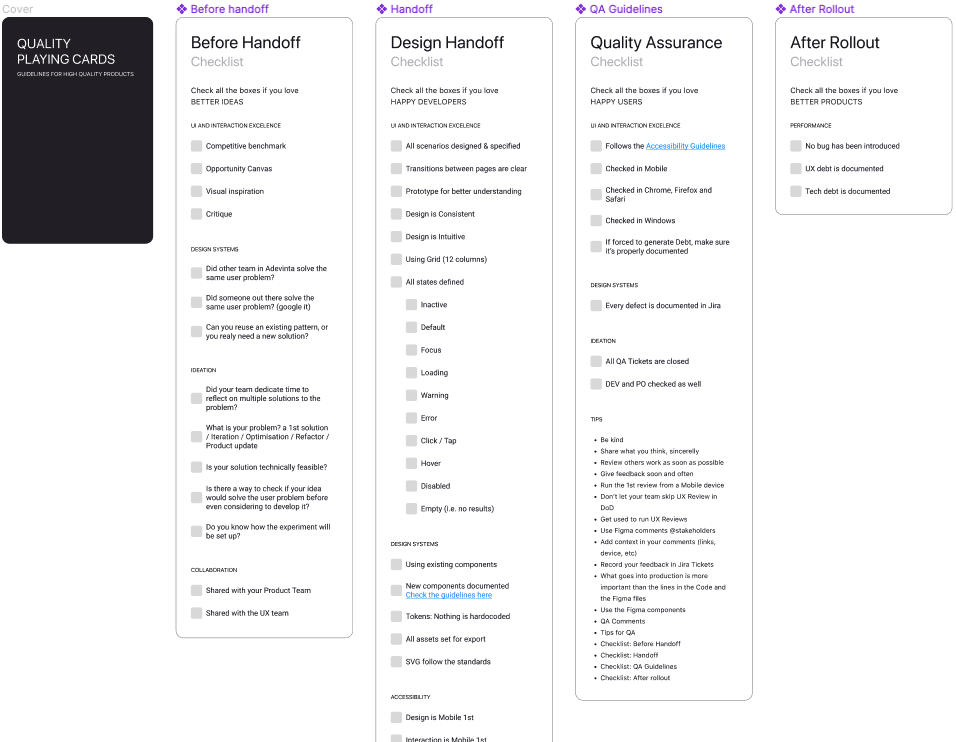 Cover
QUALITY
PLAYING CARDS
GUIDELINES FOR HIGH QUALITY PRODUCTS
Before handoff
Before Handoff
Checklist
Check all the boxes if you love
BETTER IDEAS
UI AND INTERACTION EXCELENCE
Competitive benchmark
Opportunity Canvas
Visual inspiration
Critique
DESIGN SYSTEMS
Did other team in Adevinta solve the
same user problem?
Did someone out there solve the
same user problem? (google it)
Can you reuse an existing pattern, or
you realy need a new solution?
IDEATION
Did your team dedicate time to
reflect on multiple solutions to the
problem?
What is your problem? a 1st solution
/ Iteration / Optimisation / Refactor /
Product update
Is your solution technically feasible?
Is there a way to check if your idea
would solve the user problem before
even considering to develop it?
Do you know how the experiment will
be set up?
COLLABORATION
Shared with your Product Team
Shared with the UX team
Handoff
Design Handoff
Checklist
Check all the boxes if you love
HAPPY DEVELOPERS
UI AND INTERACTION EXCELENCE
All scenarios designed & specified
Transitions between pages are clear
Prototype for better understanding
Design is Consistent
Design is Intuitive
Using Grid (12 columns)
All states defined
Inactive
Default
Focus
Loading
Warning
Error
Click / Tap
Hover
Disabled
Empty (i.e. no results)
DESIGN SYSTEMS
Using existing components
New components documented
Check the guidelines here
Tokens: Nothing is hardocoded
All assets set for export
SVG follow the standards
ACCESSIBILITY
Design is Mobile 1st
Interaction is Mobile 1st
QA Guidelines
Quality Assurance
Checklist
Check all the boxes if you love
HAPPY USERS
UI AND INTERACTION EXCELENCE
Follows the Accessibility Guidelines
Checked in Mobile
Checked in Chrome, Firefox and
Safari
Checked in Windows
If forced to generate Debt, make sure
it's properly documented
DESIGN SYSTEMS
Every defect is documented in Jira
IDEATION
All QA Tickets are closed
DEV and PO checked as well
TIPS
• Be kind
• Share what you think, sincerelly
• Review others work as soon as possible
• Give feedback soon and often
• Run the 1st review from a Mobile device
• Don't let your team skip UX Review in
DoD
• Get used to run UX Reviews
• Use Figma comments @stakeholders
• Add context in your comments (links,
device, etc)
• Record your feedback in Jira Tickets
• What goes into production is more
important than the lines in the Code and
the Figma files
• Use the Figma components
• QA Comments
• Tips for QA
• Checklist: Before Handoff
• Checklist: Handoff
• Checklist: QA Guidelines
• Checklist: After rollout
After Rollout
After Rollout
Checklist
Check all the boxes if you love
BETTER PRODUCTS
PERFORMANCE
No bug has been introduced
UX debt is documented
Tech debt is documented